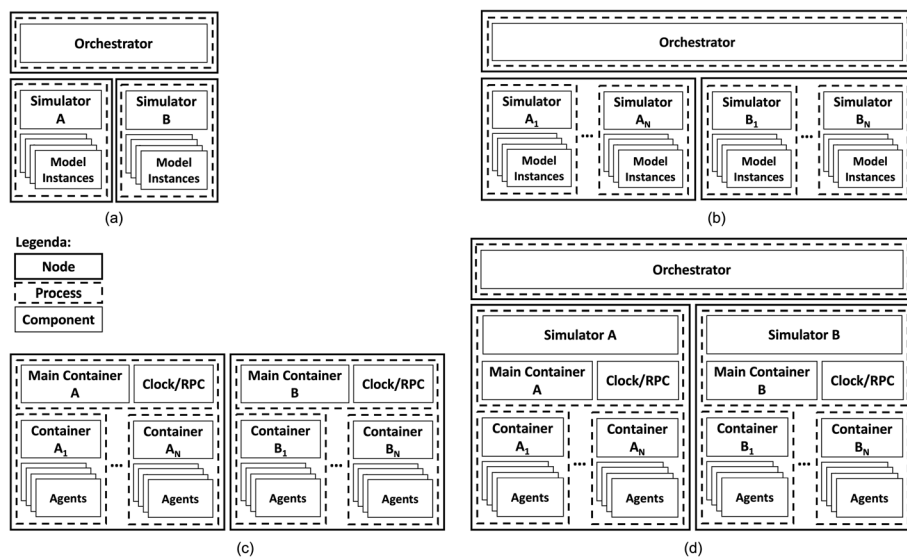 Orchestrator
Simulator
A
Model
Instances
Simulator
B
Model
Instances
(a)
Orchestrator
Simulator
A1
Model
Instances
...
Simulator
AN
Model
Instances
Simulator
B1
Model
Instances
...
Simulator
BN
Model
Instances
(b)
Legenda:
Node
Process
Component
Main Container
A
Clock/RPC
Container
A1
Agents
...
Container
AN
Agents
Main Container
B
Clock/RPC
Container
B1
Agents
...
Container
BN
Agents
(c)
Orchestrator
Simulator A
Main Container
A
Clock/RPC
Container
A1
Agents
...
Container
AN
Agents
Simulator B
Main Container
B
Clock/RPC
Container
B1
Agents
...
Container
BN
Agents
(d)